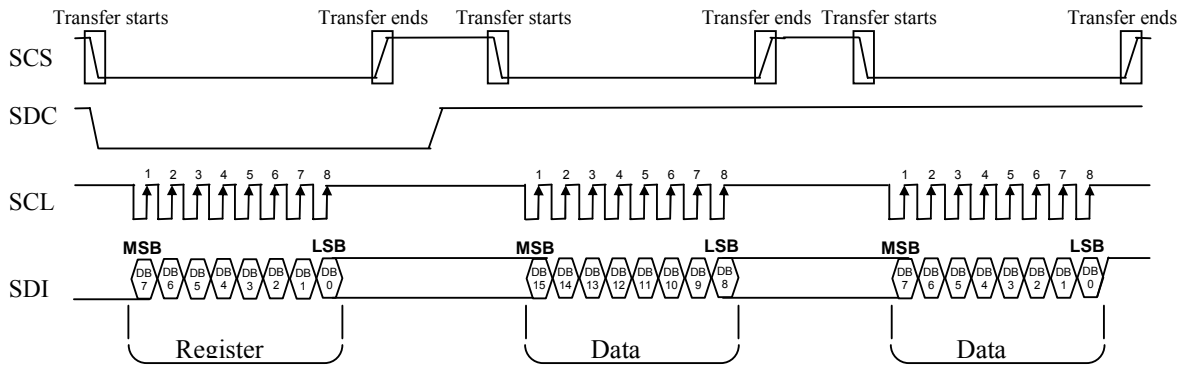 Transfer starts Transfer ends Transfer starts Transfer ends Transfer starts Transfer ends
SCS
SDC
1 2 3 4 5 6 7 8 1 2 3 4 5 6 7 8 1 2 3 4 5 6 7 8
SCL
MSB LSB MSB LSB MSB LSB
DB DB DB DB DB DB DB DB DB DB DB DB DB DB DB DB DB DB DB DB DB DB DB DB
SDI
7 6 5 4 3 2 1 0 15 14 13 12 11 10 9 8 7 6 5 4 3 2 1 0
Register Data Data